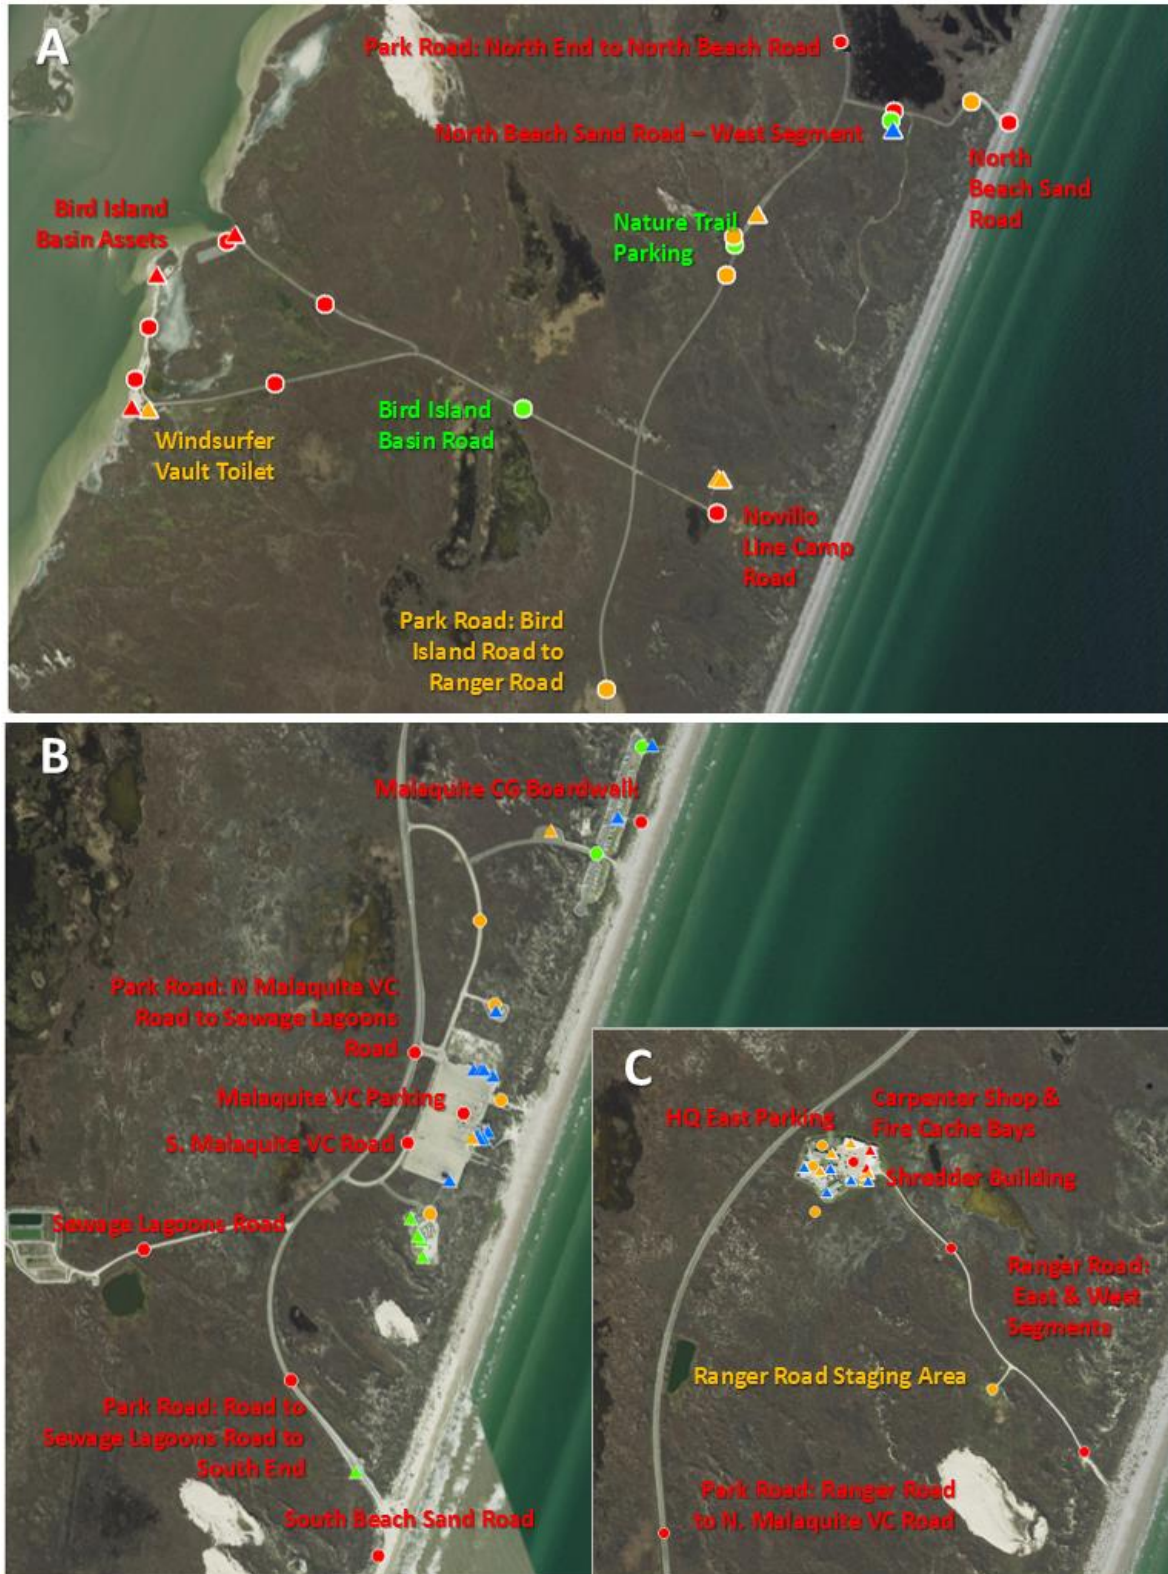 A
Park Road: North End to North Beach Road
North Beach Sand Road – West Segment
North
Beach Sand
Road
Bird Island
Basin Assets
Nature Trail
Parking
Bird Island
Basin Road
Windsurfer
Vault Toilet
Novillo
Line Camp
Road
Park Road: Bird
Island Road to
Ranger Road
B
Malaquite CG Boardwalk
Park Road: N Malaquite VC
Road to Sewage Lagoons
Road
Malaquite VC Parking
S. Malaquite VC Road
Sewage Lagoons Road
Park Road: Road to
Sewage Lagoons Road to
South End
South Beach Sand Road
C
HQ East Parking
Carpenter Shop &
Fire Cache Bays
Shredder Building
Ranger Road:
East & West
Segments
Ranger Road Staging Area
Park Road: Ranger Road
to N. Malaquite VC Road